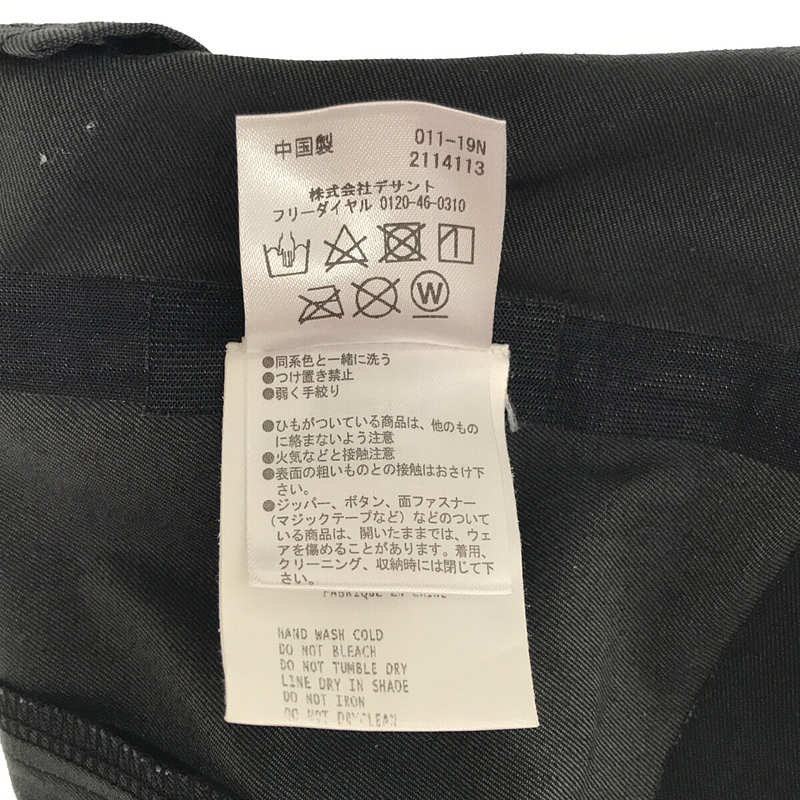 中国製 011-19N
2114113
株式会社デサント
フリーダイヤル 0120-46-0310
W
●同系色と一緒に洗う
●つけ置き禁止
●弱く手絞り
●ひもがついている商品は、他のもの
に絡まないよう注意
●火気などと接触注意
●表面の粗いものとの接触はおさけ下
さい。
●ジッパー、ボタン、面ファスナー
(マジックテープなど)などのついて
いる商品は、開いたままでは、ウェ
アを傷めることがあります。着用、
クリーニング、収納時には閉じて下
さい。
FABRIQUE EN CHINE
HAND WASH COLD
DO NOT BLEACH
DO NOT TUMBLE DRY
LINE DRY IN SHADE
DO NOT IRON
DO NOT DRYCLEAN